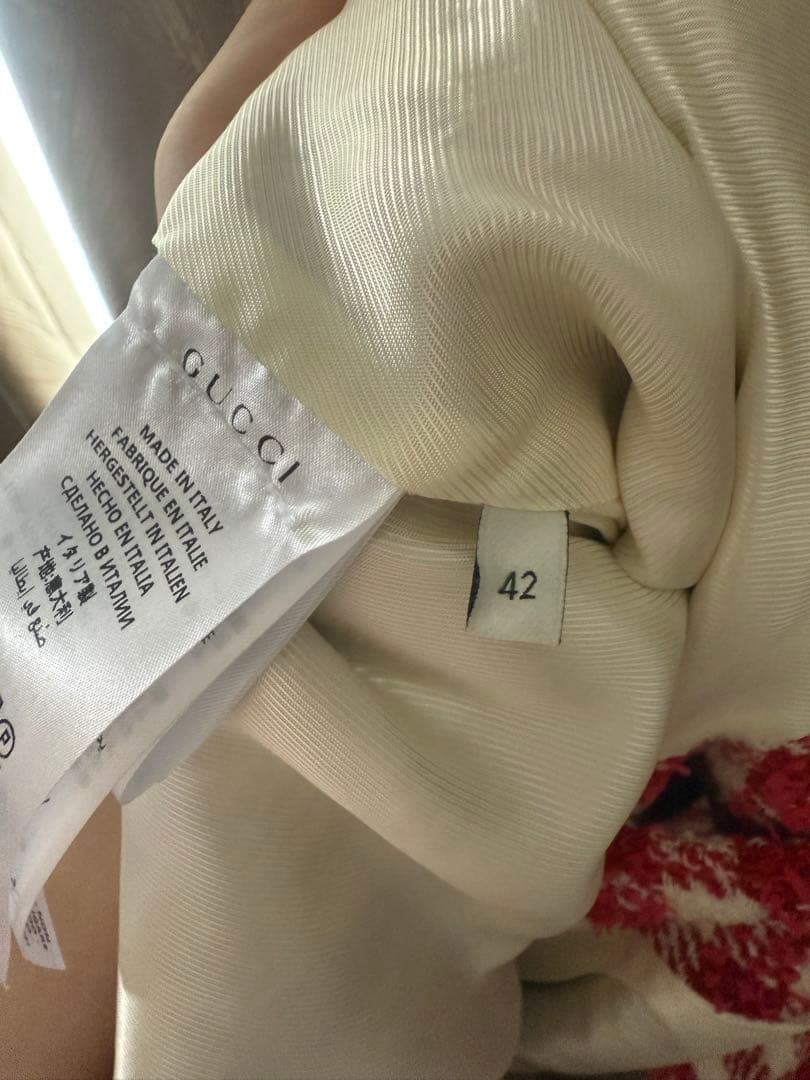 GUCCI
MADE IN ITALY
FABRIQUE EN ITALIE
HERGESTELLT IN ITALIEN
HECHO EN ITALIA
СДЕЛАНО В ИТАЛИИ
イタリア製
产地:意大利
صنع في إيطاليا
P
42